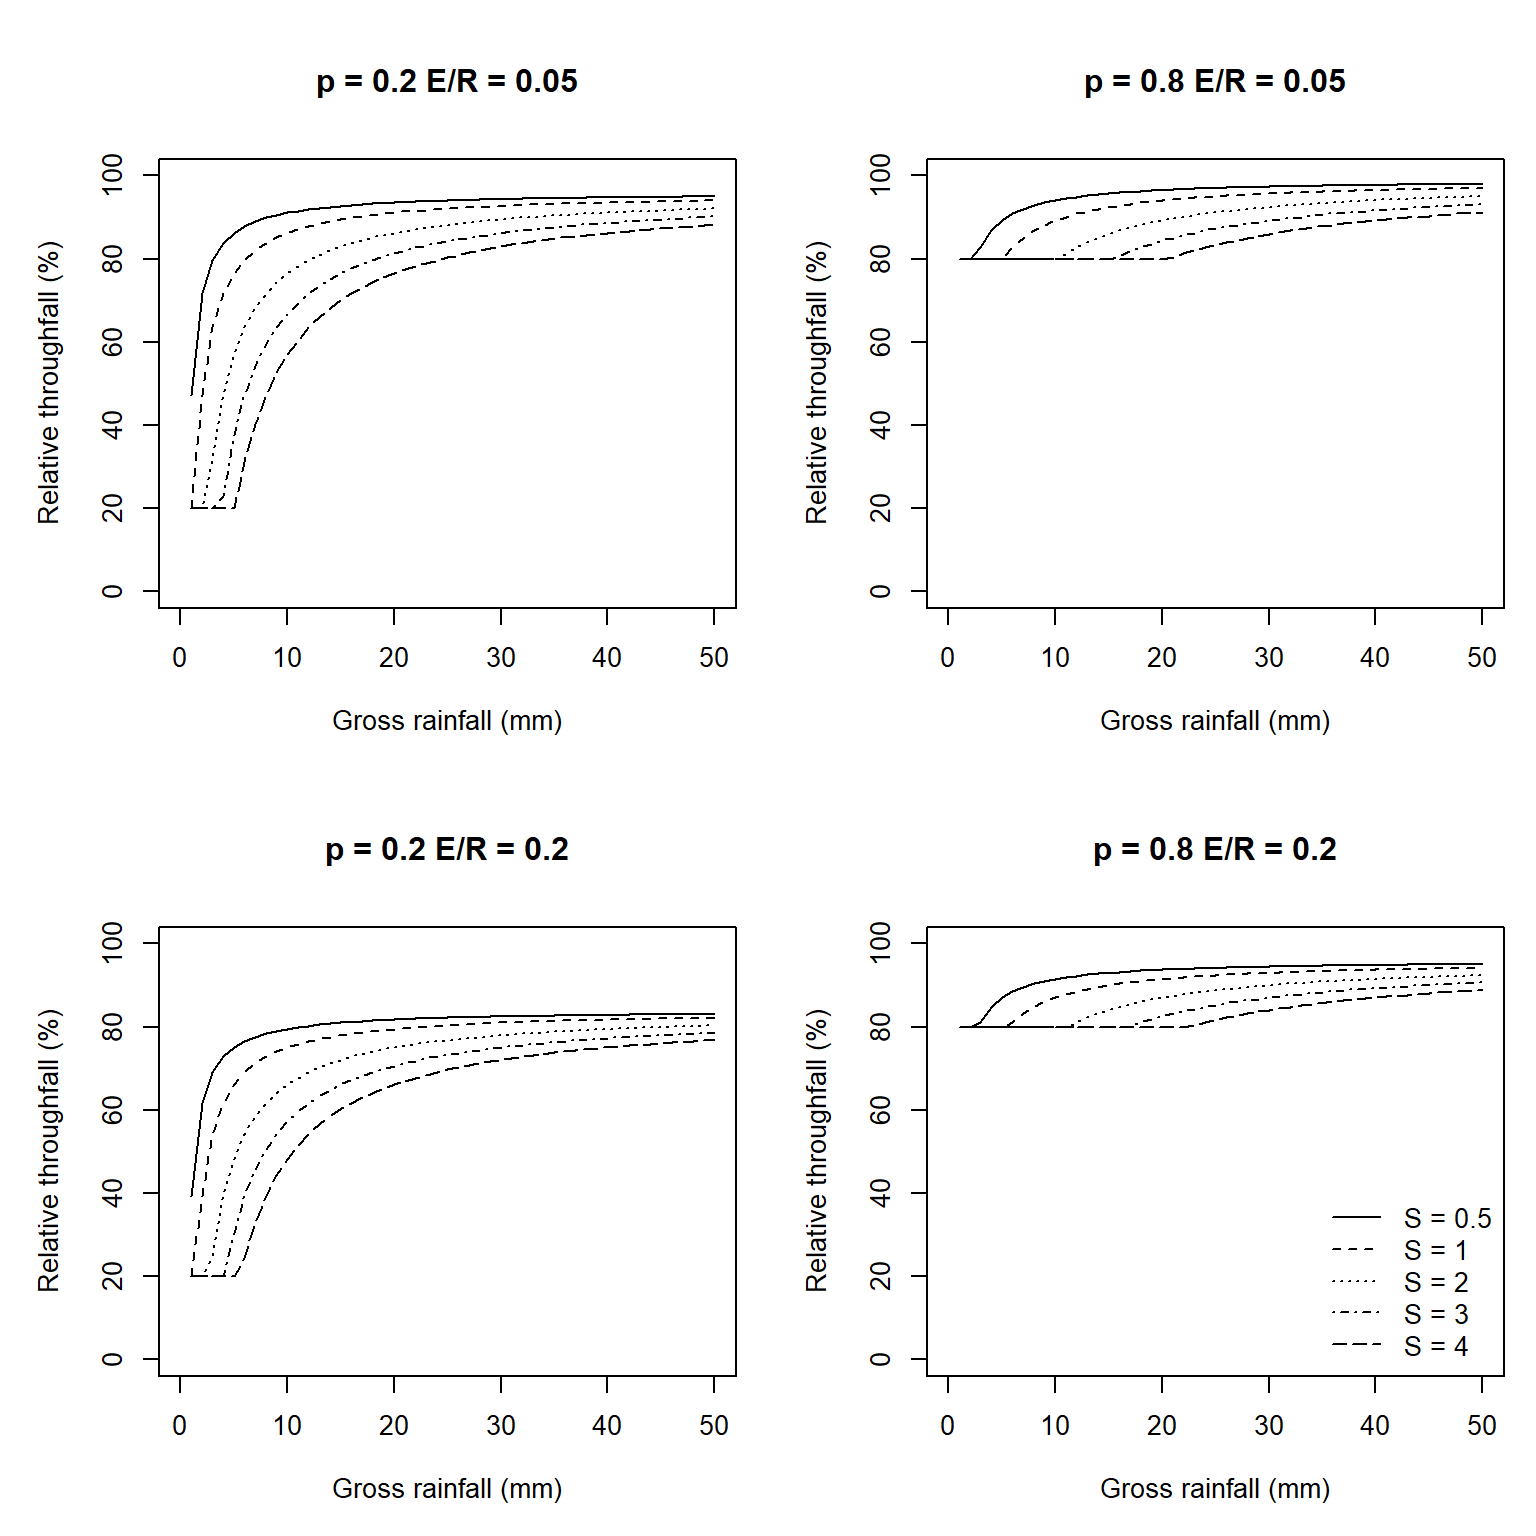 p = 0.2 E/R = 0.05
Relative throughfall (%)
100
80
60
40
20
0
0 10 20 30 40 50
Gross rainfall (mm)
p = 0.8 E/R = 0.05
Relative throughfall (%)
100
80
60
40
20
0
0 10 20 30 40 50
Gross rainfall (mm)
p = 0.2 E/R = 0.2
Relative throughfall (%)
100
80
60
40
20
0
0 10 20 30 40 50
Gross rainfall (mm)
p = 0.8 E/R = 0.2
Relative throughfall (%)
100
80
60
40
20
0
S = 0.5
S = 1
S = 2
S = 3
S = 4
0 10 20 30 40 50
Gross rainfall (mm)